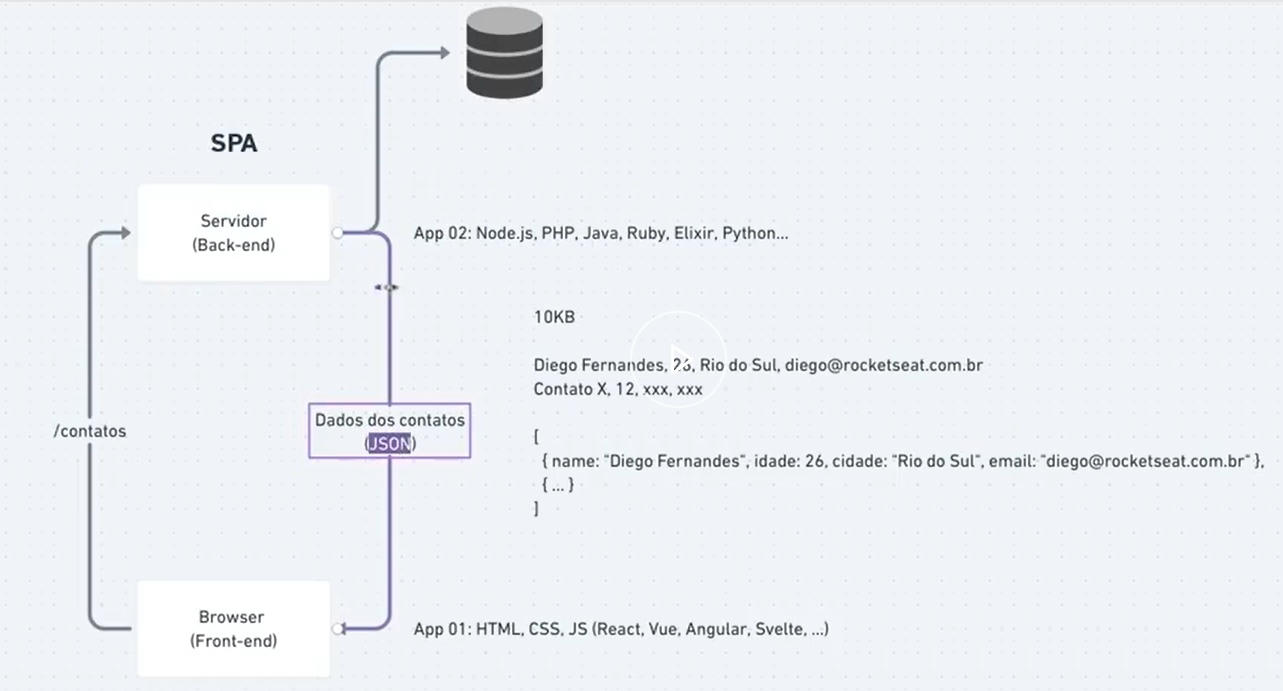 SPA
Servidor
(Back-end)
App 02: Node.js, PHP, Java, Ruby, Elixir, Python...
10KB
Diego Fernandes, 26, Rio do Sul, diego@rocketseat.com.br
Contato X, 12, xxx, xxx
/contatos
Dados dos contatos
(JSON)
[
{ name: "Diego Fernandes", idade: 26, cidade: "Rio do Sul", email: "diego@rocketseat.com.br" },
{ ... }
]
Browser
(Front-end)
App 01: HTML, CSS, JS (React, Vue, Angular, Svelte, ...)